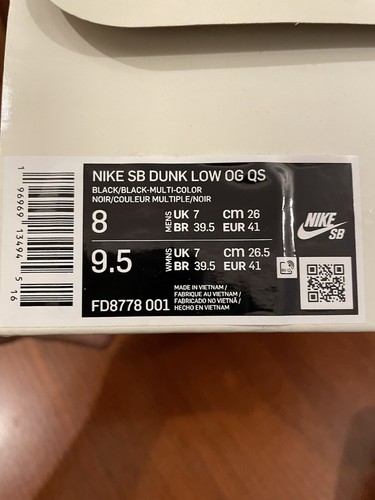 NIKE SB DUNK LOW OG QS
BLACK/BLACK-MULTI-COLOR
NOIR/COULEUR MULTIPLE/NOIR
8 MENS UK 7 cm 26
BR 39.5 EUR 41
9.5 WMNS UK 7 cm 26.5
BR 39.5 EUR 41
FD8778 001
MADE IN VIETNAM /
FABRIQUE AU VIETNAM /
FABRICADO NO VIETNÃ /
HECHO EN VIETNAM
NIKE
SB
1 96969 13494 5 16